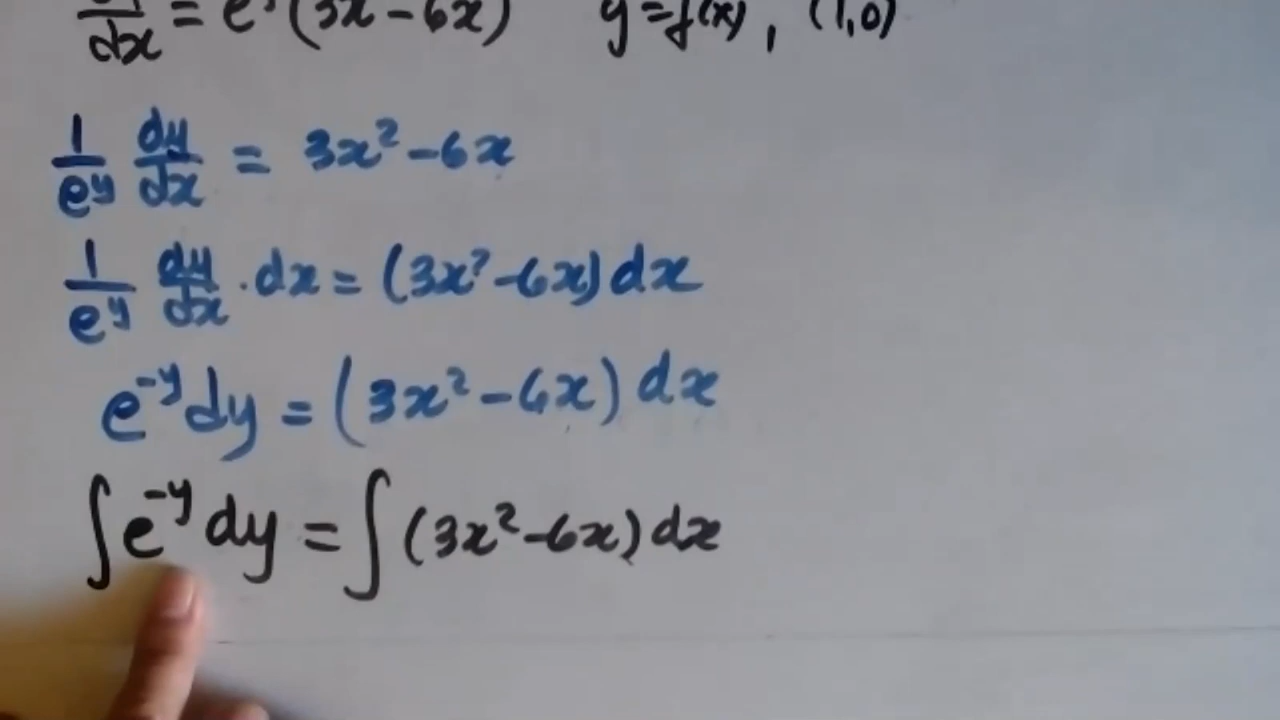 dy/dx = e^y (3x² - 6x) y = f(x), (1,0)
1/e^y dy/dx = 3x² - 6x
1/e^y dy/dx · dx = (3x² - 6x) dx
e^-y dy = (3x² - 6x) dx
∫ e^-y dy = ∫ (3x² - 6x) dx